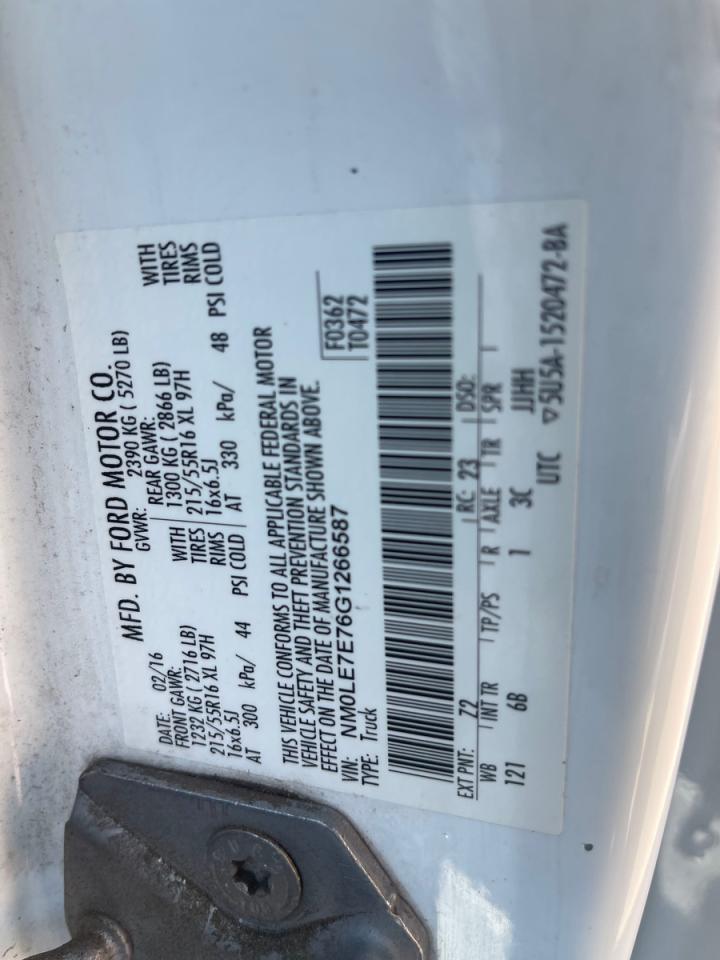 MFD. BY FORD MOTOR CO.
DATE: 02/16 GVWR: 2390 KG ( 5270 LB)
FRONT GAWR: REAR GAWR:
1232 KG ( 2716 LB) WITH 1300 KG ( 2866 LB) WITH
215/55R16 XL 97H TIRES 215/55R16 XL 97H TIRES
16x6.5J RIMS 16x6.5J RIMS
AT 300 kPa/ 44 PSI COLD AT 330 kPa/ 48 PSI COLD
THIS VEHICLE CONFORMS TO ALL APPLICABLE FEDERAL MOTOR
VEHICLE SAFETY AND THEFT PREVENTION STANDARDS IN
EFFECT ON THE DATE OF MANUFACTURE SHOWN ABOVE.
VIN: NM0LE7E76G1266587 F0362
TYPE: Truck T0472
EXT PNT: Z2 RC: 23 DSO:
WB INT TR TP/PS R AXLE TR SPR
121 6B 1 3C JJHH
UTC ▽5U5A-1520472-BA